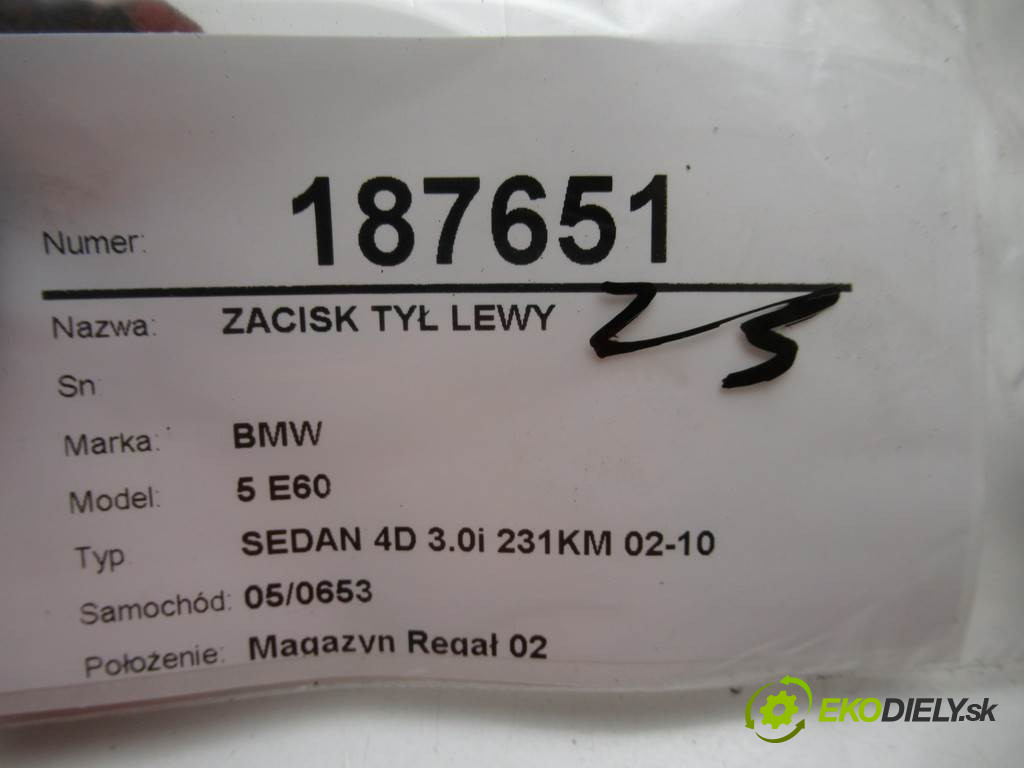 Numer: 187651
Nazwa: ZACISK TYŁ LEWY
Sn:
Marka: BMW
Model: 5 E60
Typ SEDAN 4D 3.0i 231KM 02-10
Samochód: 05/0653
Położenie: Magazyn Regał 02
EKODIELY.sk